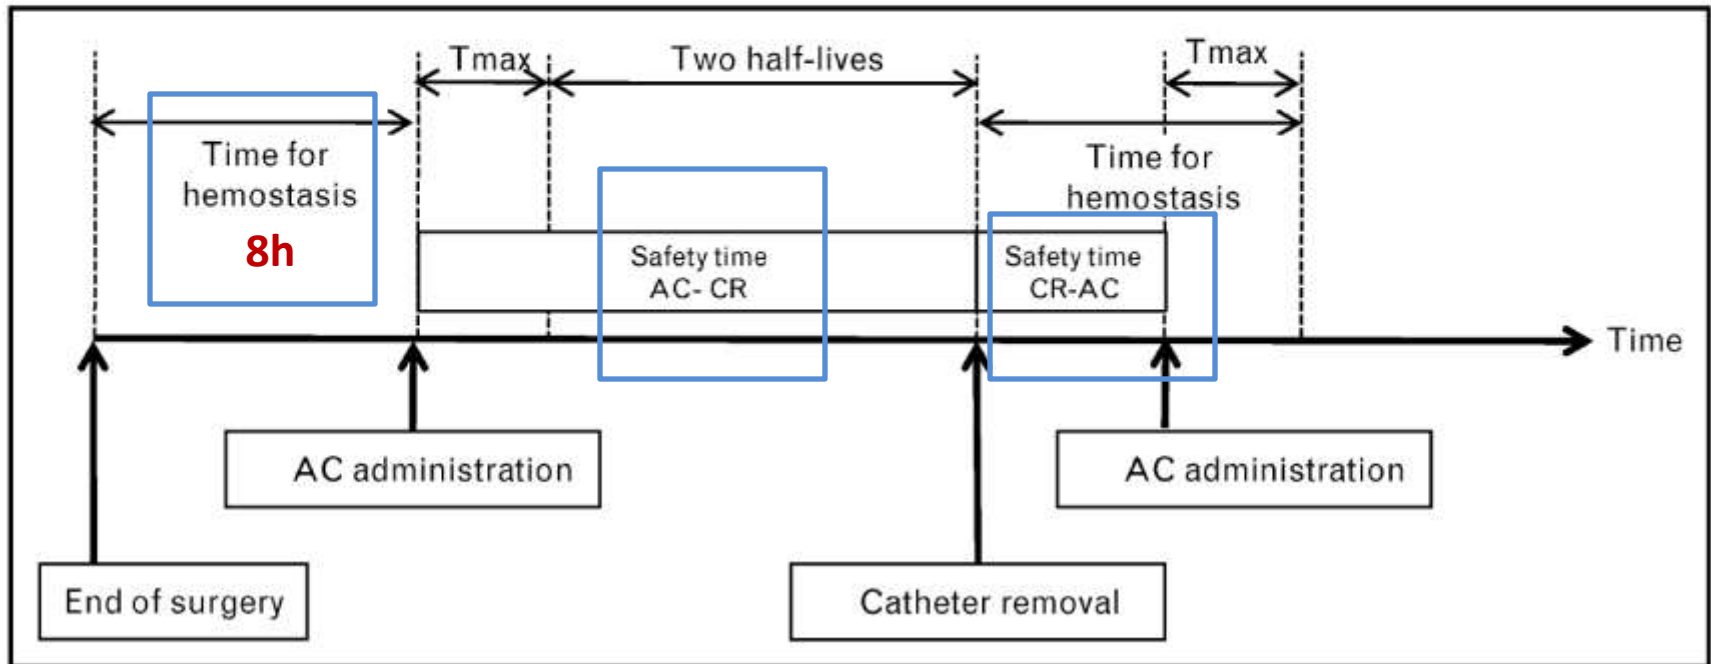 Tmax
Two half-lives
Tmax
Time for
hemostasis
8h
Time for
hemostasis
Safety time
AC- CR
Safety time
CR-AC
Time
AC administration
AC administration
End of surgery
Catheter removal